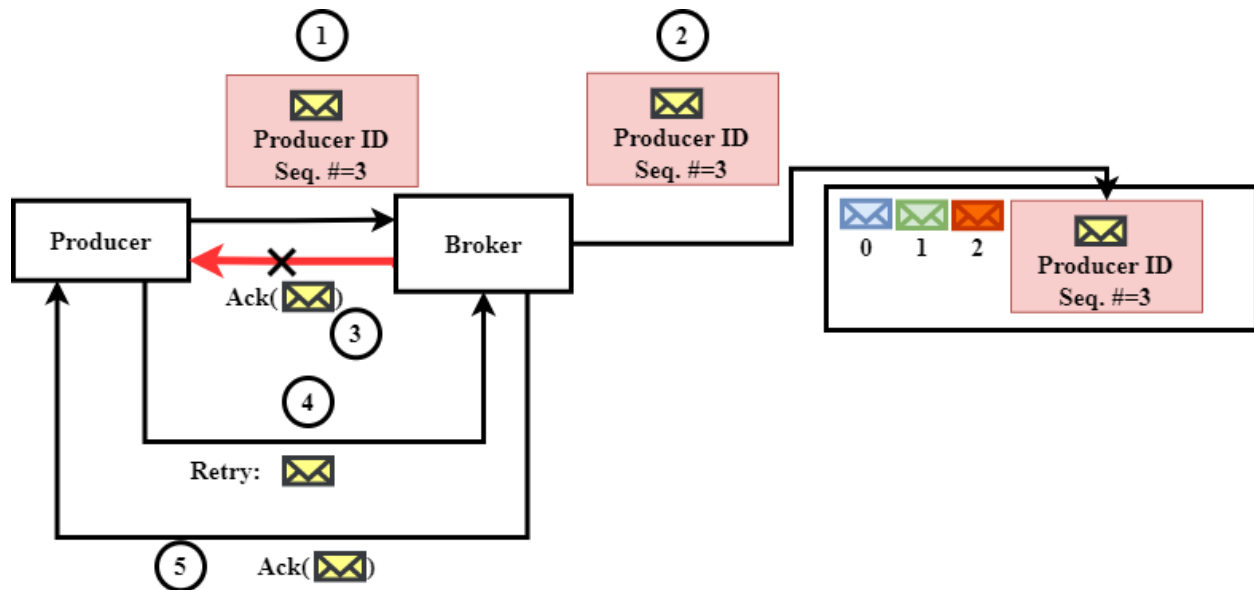 1
2
Producer ID
Seq. #=3
Producer ID
Seq. #=3
Producer
Broker
0 1 2
Producer ID
Seq. #=3
Ack( )
3
4
Retry:
5
Ack( )